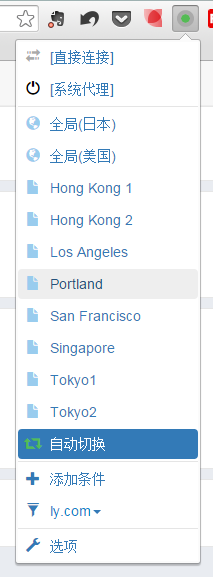 [直接连接]
[系统代理]
全局(日本)
全局(美国)
Hong Kong 1
Hong Kong 2
Los Angeles
Portland
San Francisco
Singapore
Tokyo1
Tokyo2
自动切换
添加条件
ly.com
选项